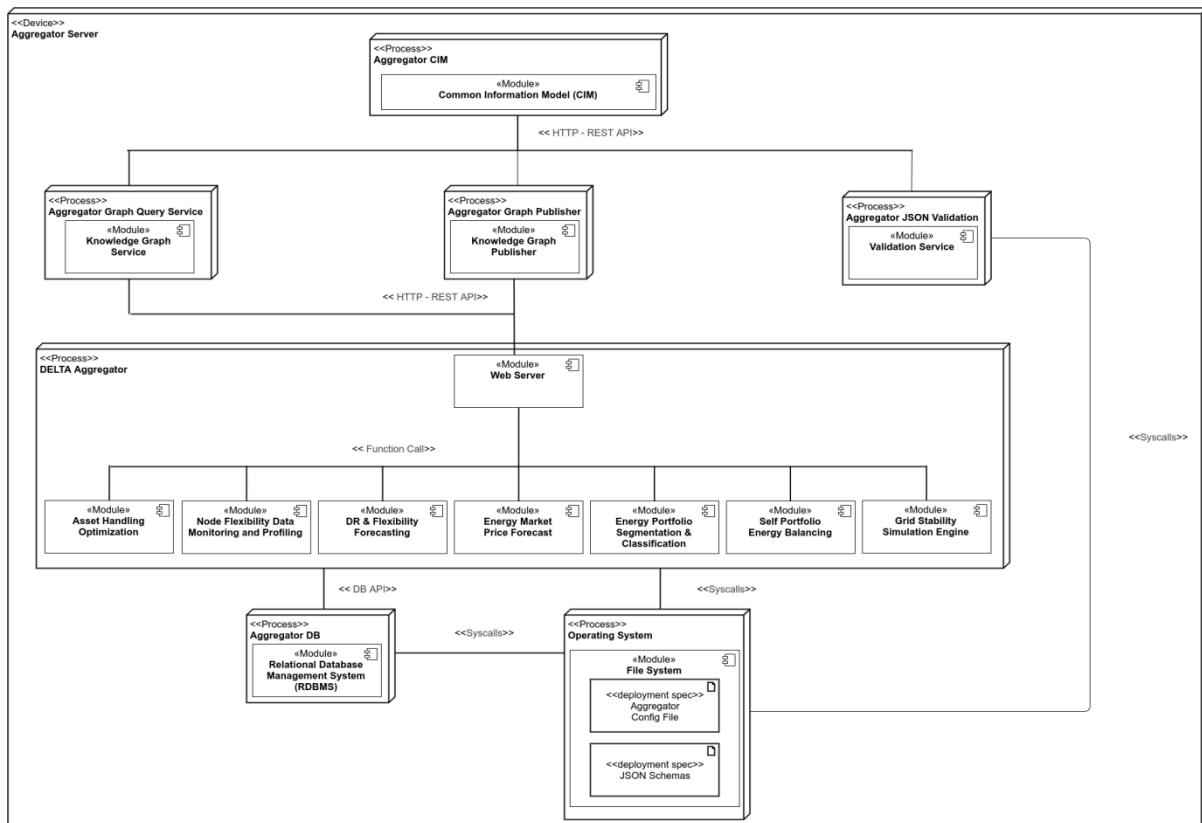 <<Device>>
Aggregator Server
<<Process>>
Aggregator CIM
«Module»
Common Information Model (CIM)
<< HTTP - REST API>>
<<Process>>
Aggregator Graph Query Service
«Module»
Knowledge Graph
Service
<<Process>>
Aggregator Graph Publisher
«Module»
Knowledge Graph
Publisher
<<Process>>
Aggregator JSON Validation
«Module»
Validation Service
<< HTTP - REST API>>
<<Process>>
DELTA Aggregator
«Module»
Web Server
<<Syscalls>>
<< Function Call>>
«Module»
Asset Handling
Optimization
«Module»
Node Flexibility Data
Monitoring and Profiling
«Module»
DR & Flexibility
Forecasting
«Module»
Energy Market
Price Forecast
«Module»
Energy Portfolio
Segmentation &
Classification
«Module»
Self Portfolio
Energy Balancing
«Module»
Grid Stability
Simulation Engine
<< DB API>>
<<Syscalls>>
<<Process>>
Aggregator DB
«Module»
Relational Database
Management System
(RDBMS)
<<Syscalls>>
<<Process>>
Operating System
«Module»
File System
<<deployment spec>>
Aggregator
Config File
<<deployment spec>>
JSON Schemas